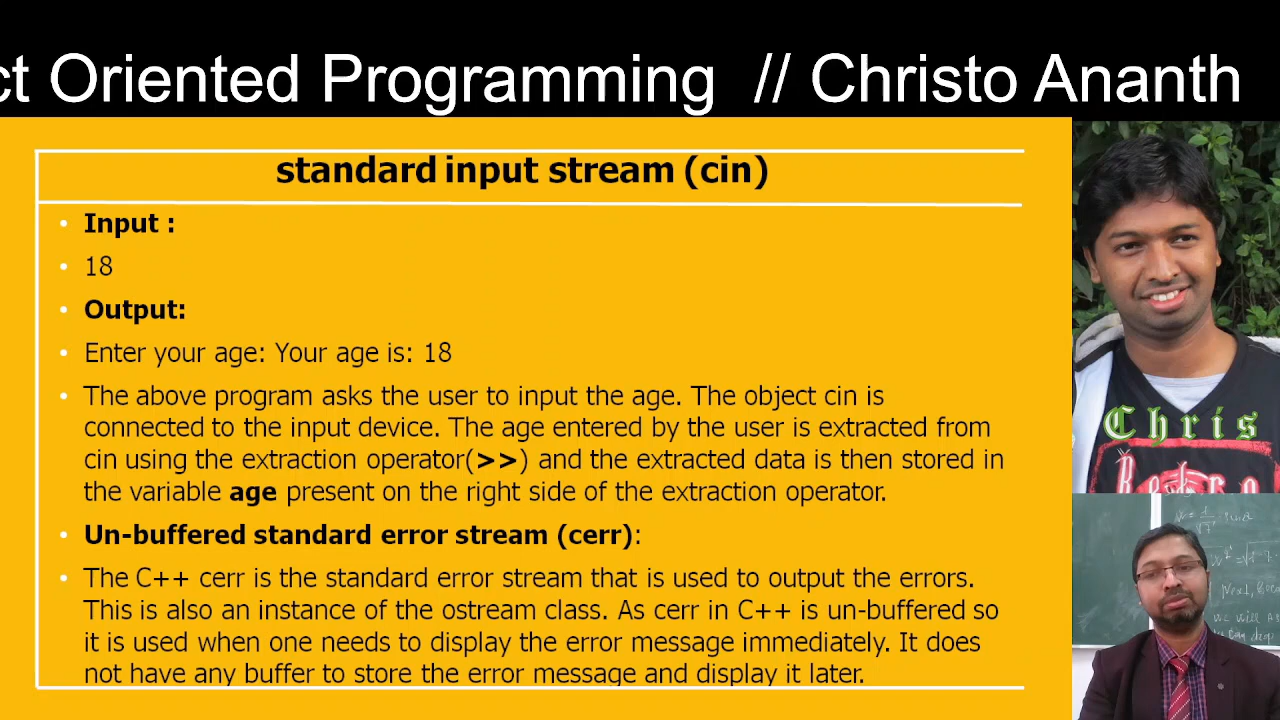 ct Oriented Programming // Christo Ananth
standard input stream (cin)
• Input :
• 18
• Output:
• Enter your age: Your age is: 18
• The above program asks the user to input the age. The object cin is
connected to the input device. The age entered by the user is extracted from
cin using the extraction operator(>>) and the extracted data is then stored in
the variable age present on the right side of the extraction operator.
• Un-buffered standard error stream (cerr):
• The C++ cerr is the standard error stream that is used to output the errors.
This is also an instance of the ostream class. As cerr in C++ is un-buffered so
it is used when one needs to display the error message immediately. It does
not have any buffer to store the error message and display it later.
Chris